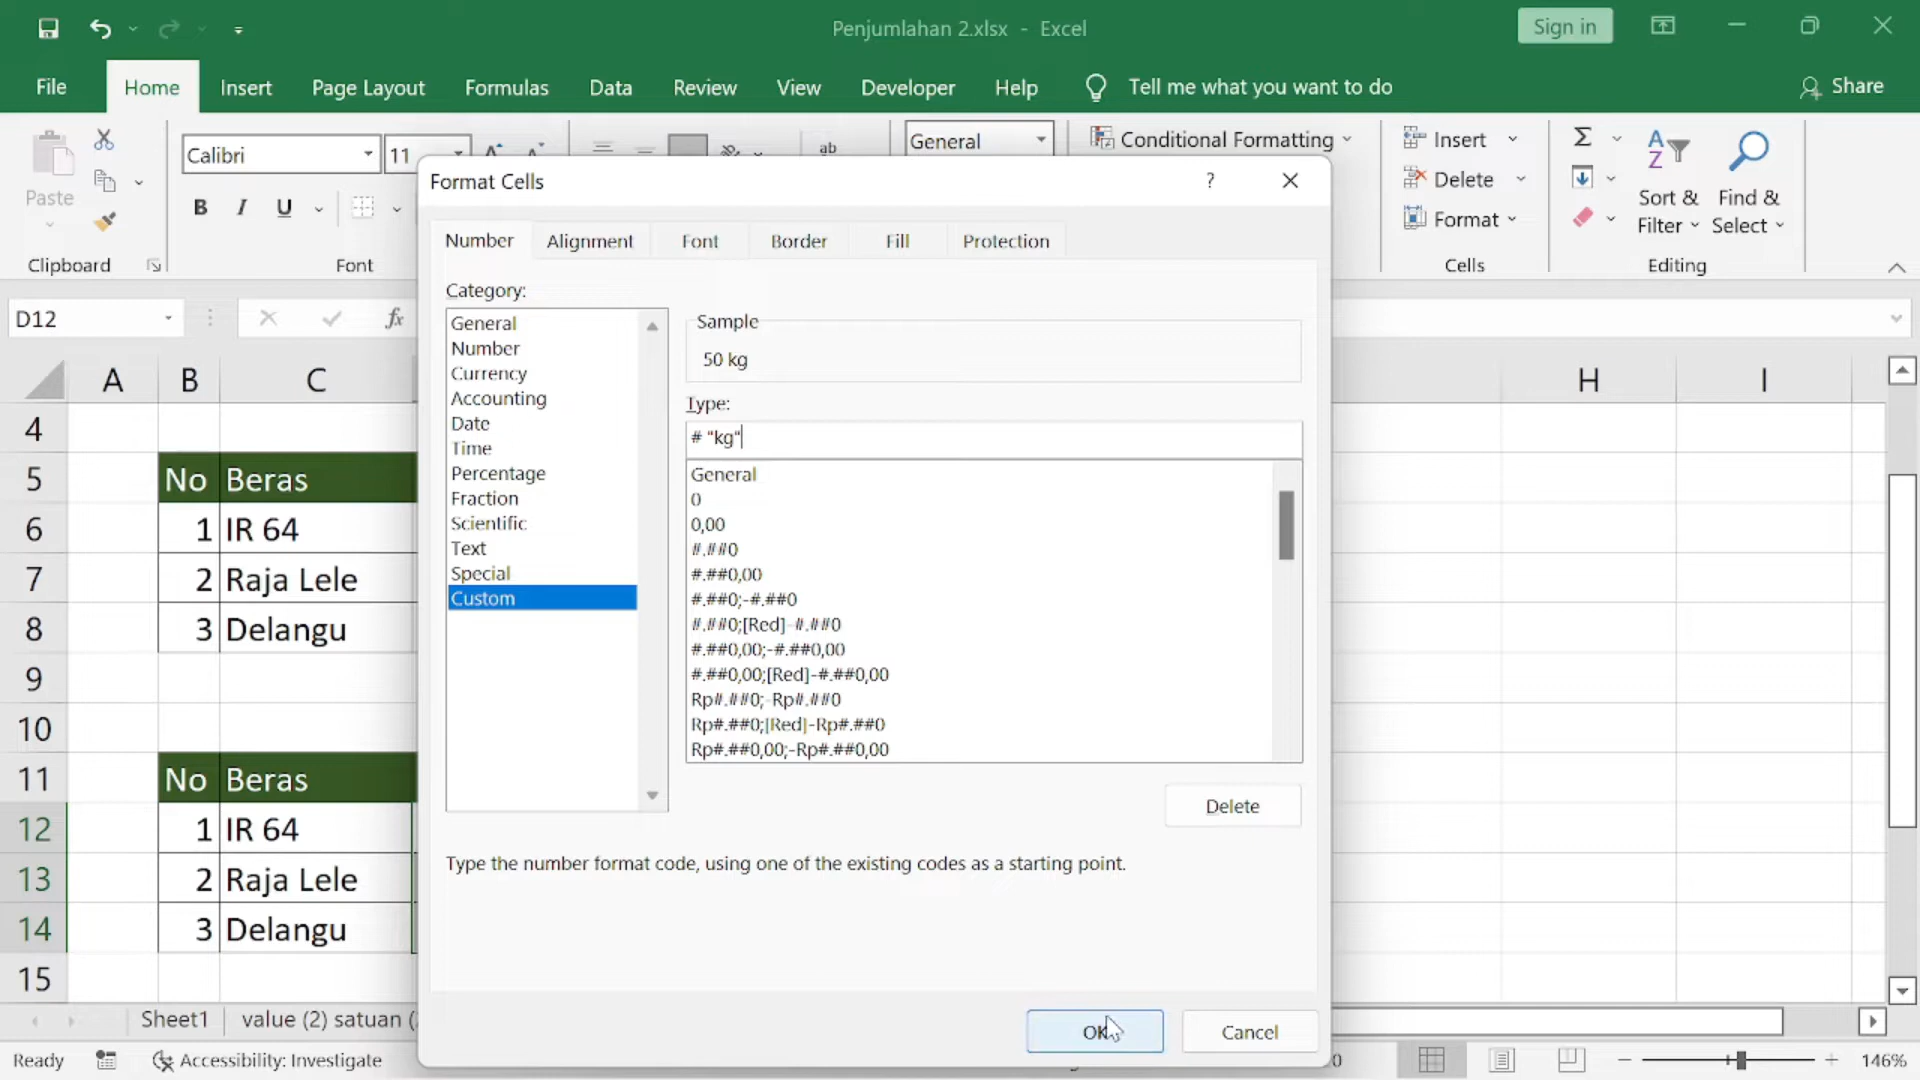 Penjumlahan 2.xlsx - Excel
Sign in
File Home Insert Page Layout Formulas Data Review View Developer Help Tell me what you want to do Share
Paste
Clipboard
Calibri 11
B I U
Font
ab
General
Conditional Formatting
Insert
Delete
Format
Cells
Σ
A
Z
Sort &
Filter
Find &
Select
Editing
D12
fx
A B C H I
4
5 No Beras
6 1 IR 64
7 2 Raja Lele
8 3 Delangu
9
10
11 No Beras
12 1 IR 64
13 2 Raja Lele
14 3 Delangu
15
Format Cells
?
Number Alignment Font Border Fill Protection
Category:
General
Number
Currency
Accounting
Date
Time
Percentage
Fraction
Scientific
Text
Special
Custom
Sample
50 kg
Type:
# "kg"
General
0
0,00
#.##0
#.##0,00
#.##0;-#.##0
#.##0;[Red]-#.##0
#.##0,00;-#.##0,00
#.##0,00;[Red]-#.##0,00
Rp#.##0;-Rp#.##0
Rp#.##0;[Red]-Rp#.##0
Rp#.##0,00;-Rp#.##0,00
Delete
Type the number format code, using one of the existing codes as a starting point.
OK
Cancel
Sheet1 value (2) satuan (
Ready
Accessibility: Investigate
146%